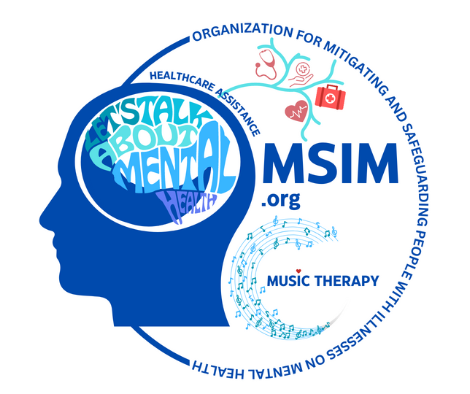 ORGANIZATION FOR MITIGATING AND SAFEGUARDING PEOPLE WITH ILLNESSES ON MENTAL HEALTH
HEALTHCARE ASSISTANCE
LET'S TALK
ABOUT
MENTAL
HEALTH
MSIM
.org
MUSIC THERAPY